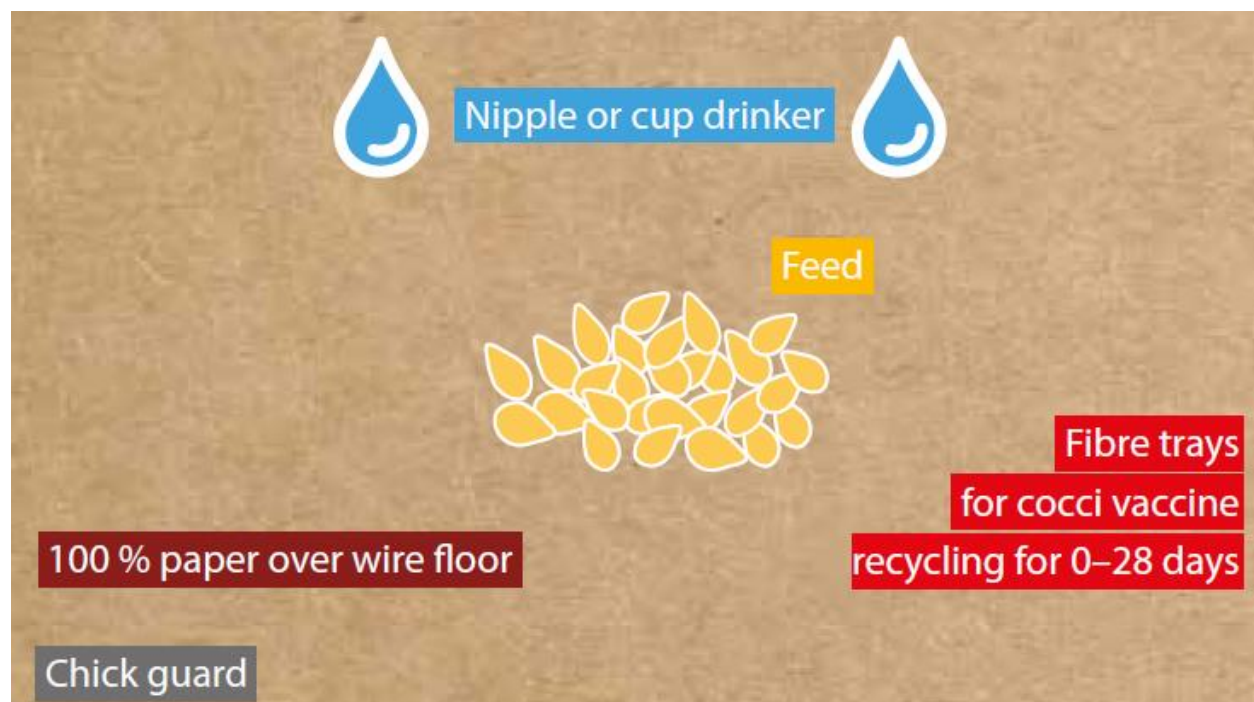 Nipple or cup drinker
Feed
Fibre trays
for cocci vaccine
recycling for 0–28 days
100 % paper over wire floor
Chick guard